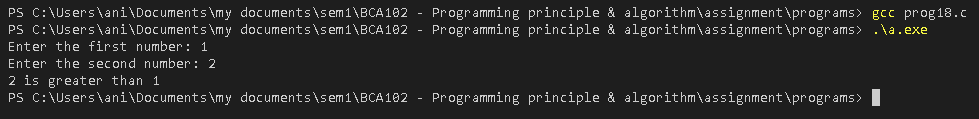 PS C:\Users\ani\Documents\my documents\sem1\BCA102 - Programming principle & algorithm\assignment\programs> gcc prog18.c
PS C:\Users\ani\Documents\my documents\sem1\BCA102 - Programming principle & algorithm\assignment\programs> .\a.exe
Enter the first number: 1
Enter the second number: 2
2 is greater than 1
PS C:\Users\ani\Documents\my documents\sem1\BCA102 - Programming principle & algorithm\assignment\programs>